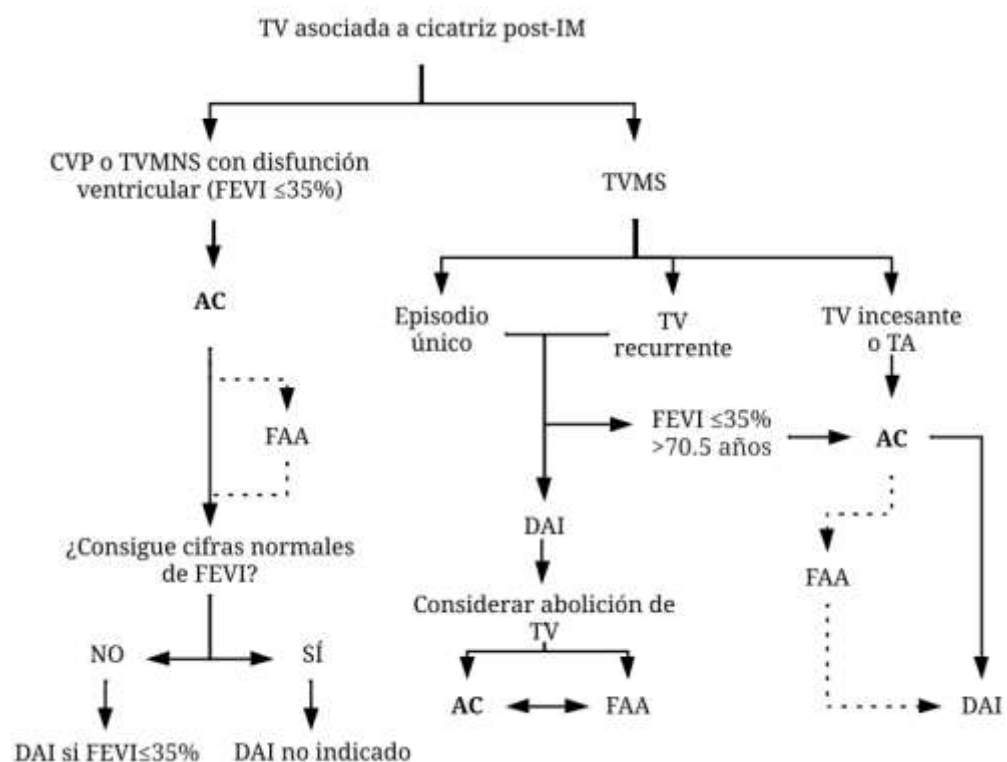 TV asociada a cicatriz post-IM
CVP o TVMNS con disfunción
ventricular (FEVI ≤35%)
TVMS
AC
Episodio
único
TV
recurrente
TV incesante
o TA
FAA
FEVI ≤35%
>70.5 años
AC
DAI
FAA
¿Consigue cifras normales
de FEVI?
Considerar abolición de
TV
NO
SÍ
AC
FAA
DAI
DAI si FEVI≤35%
DAI no indicado